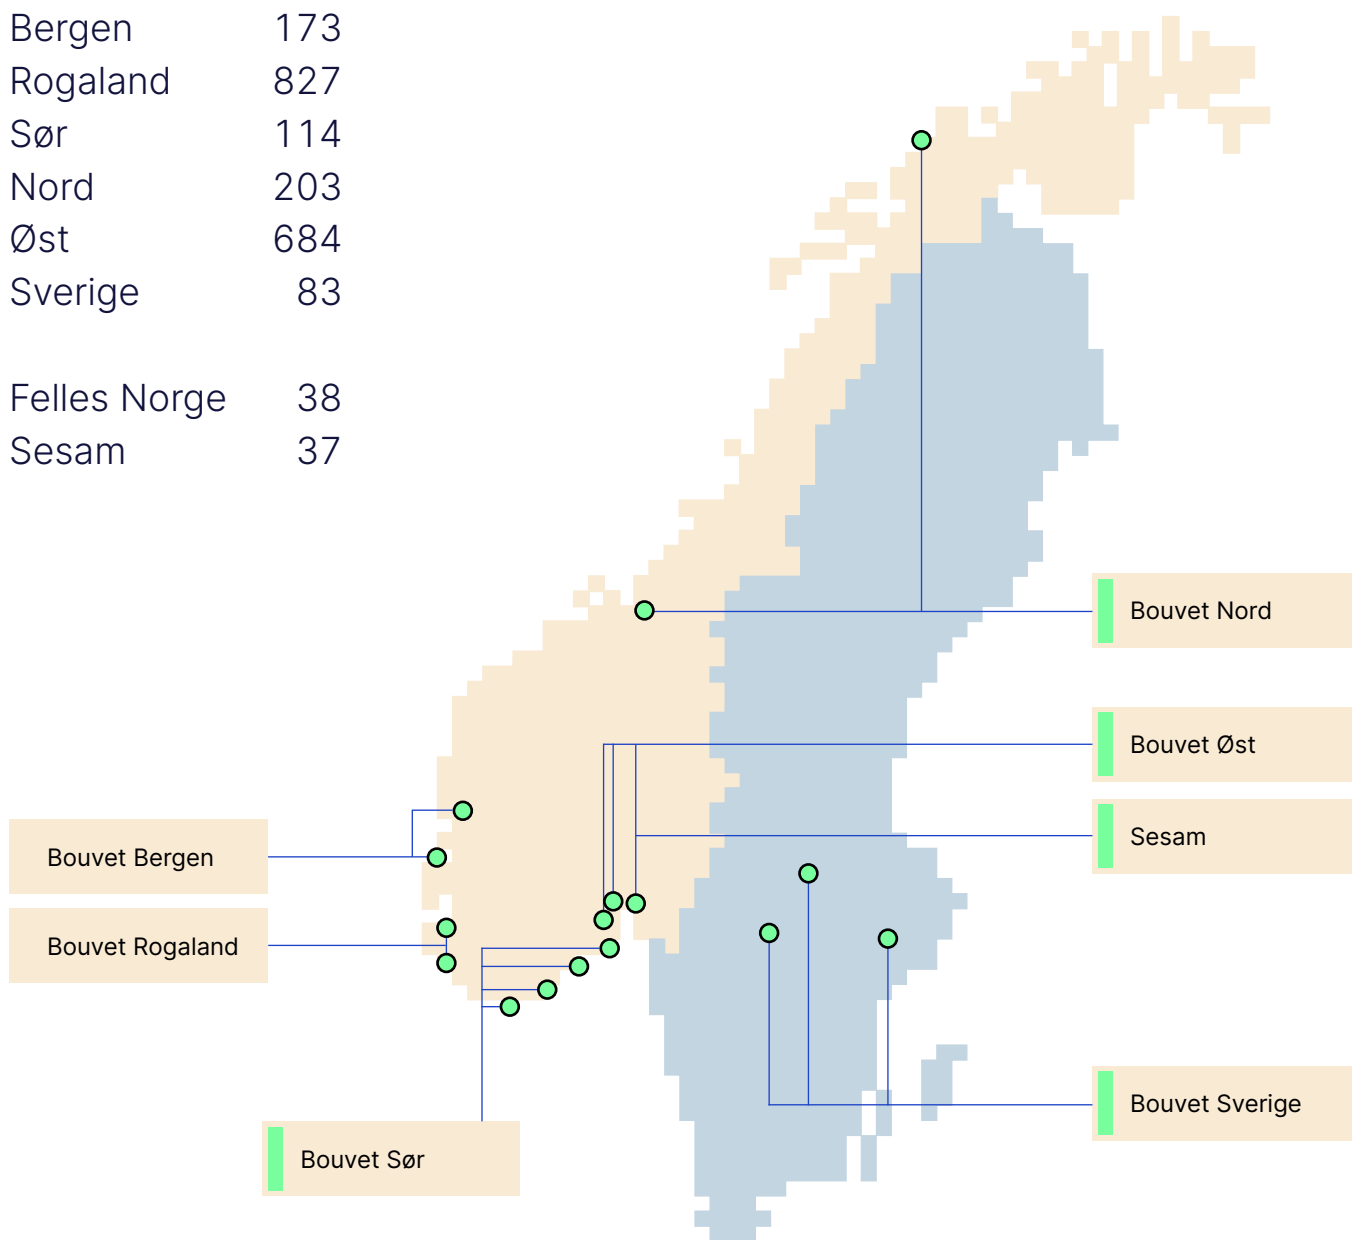 Bergen 173
Rogaland 827
Sør 114
Nord 203
Øst 684
Sverige 83
Felles Norge 38
Sesam 37
Bouvet Nord
Bouvet Øst
Sesam
Bouvet Bergen
Bouvet Rogaland
Bouvet Sverige
Bouvet Sør